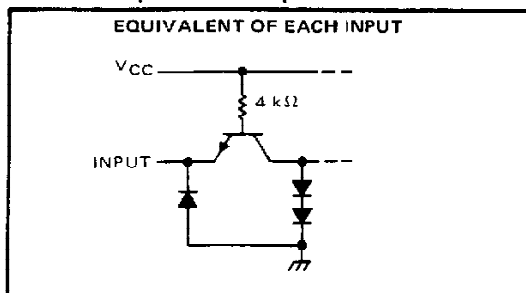 EQUIVALENT OF EACH INPUT
VCC
4 kΩ
INPUT